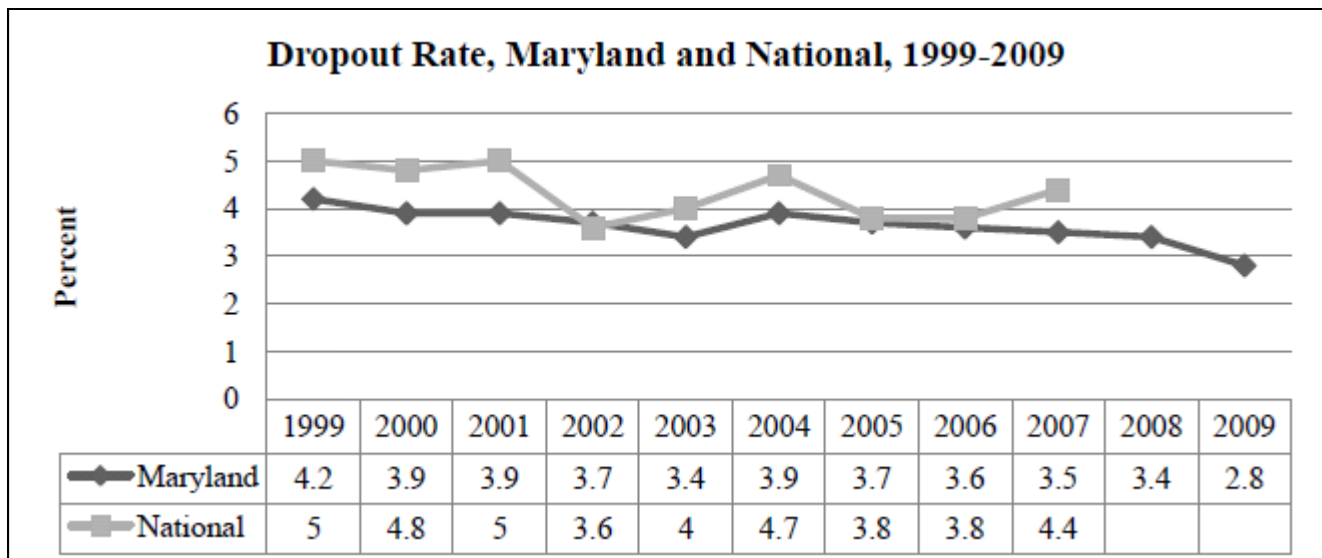 Dropout Rate, Maryland and National, 1999-2009
Percent
6
5
4
3
2
1
0
1999 2000 2001 2002 2003 2004 2005 2006 2007 2008 2009
Maryland 4.2 3.9 3.9 3.7 3.4 3.9 3.7 3.6 3.5 3.4 2.8
National 5 4.8 5 3.6 4 4.7 3.8 3.8 4.4